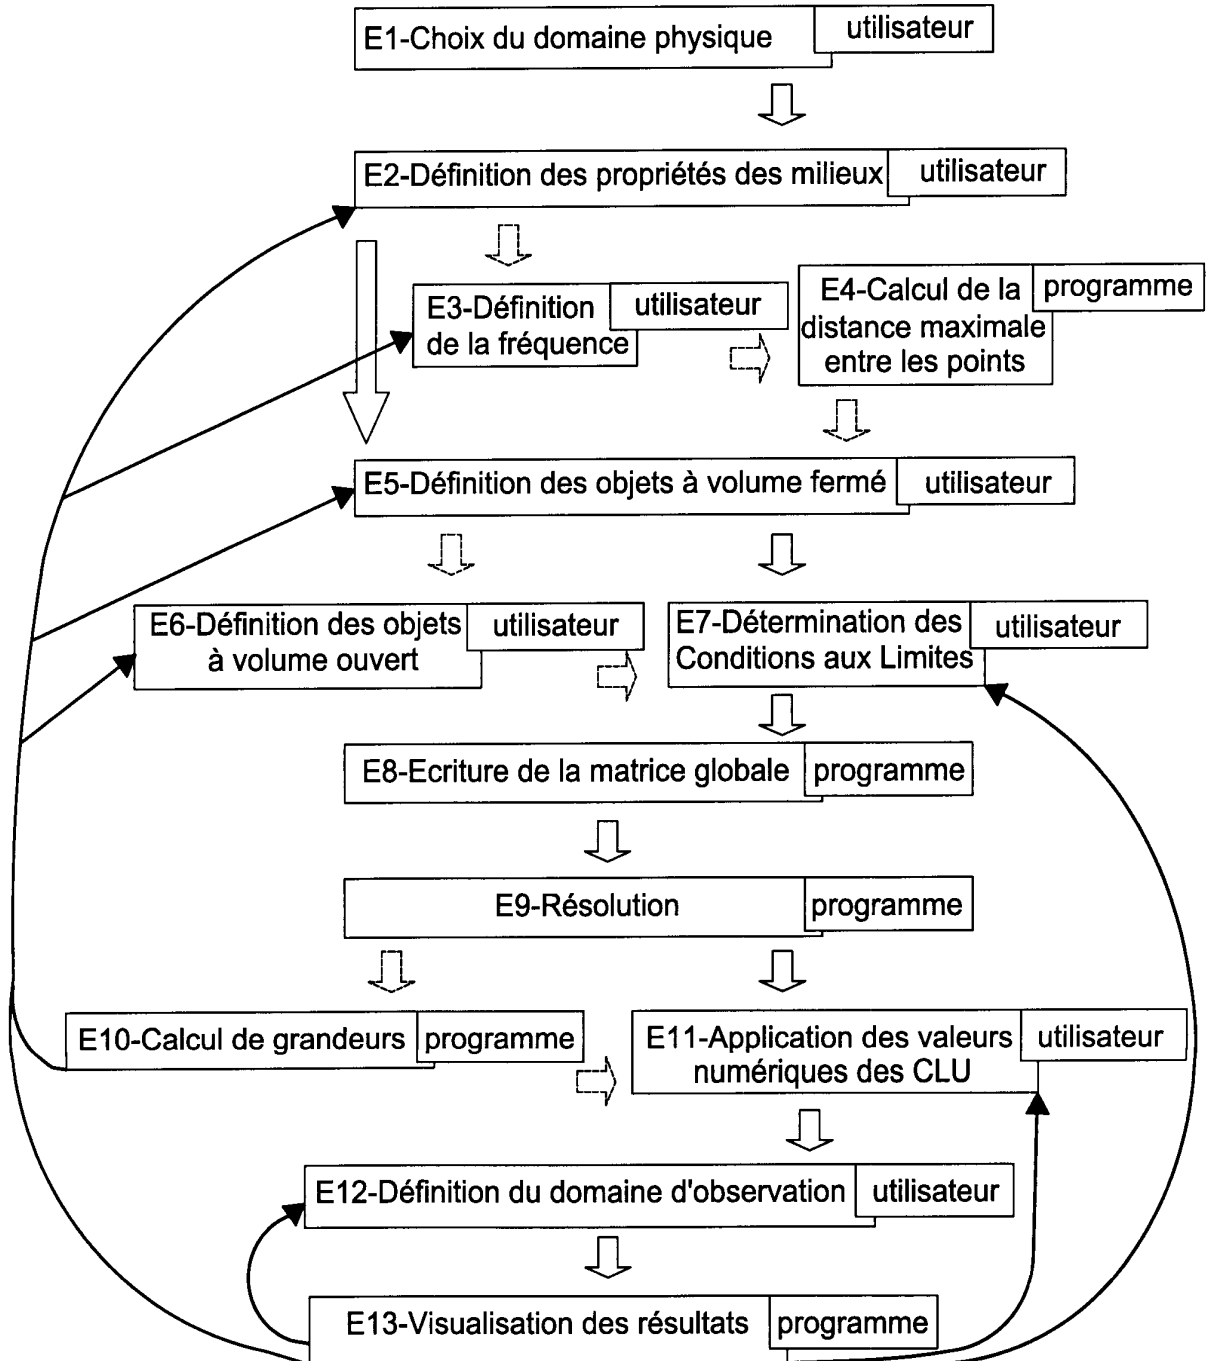 E1-Choix du domaine physique
utilisateur
E2-Définition des propriétés des milieux
utilisateur
E3-Définition
de la fréquence
utilisateur
E4-Calcul de la
distance maximale
entre les points
programme
E5-Définition des objets à volume fermé
utilisateur
E6-Définition des objets
à volume ouvert
utilisateur
E7-Détermination des
Conditions aux Limites
utilisateur
E8-Ecriture de la matrice globale
programme
E9-Résolution
programme
E10-Calcul de grandeurs
programme
E11-Application des valeurs
numériques des CLU
utilisateur
E12-Définition du domaine d'observation
utilisateur
E13-Visualisation des résultats
programme